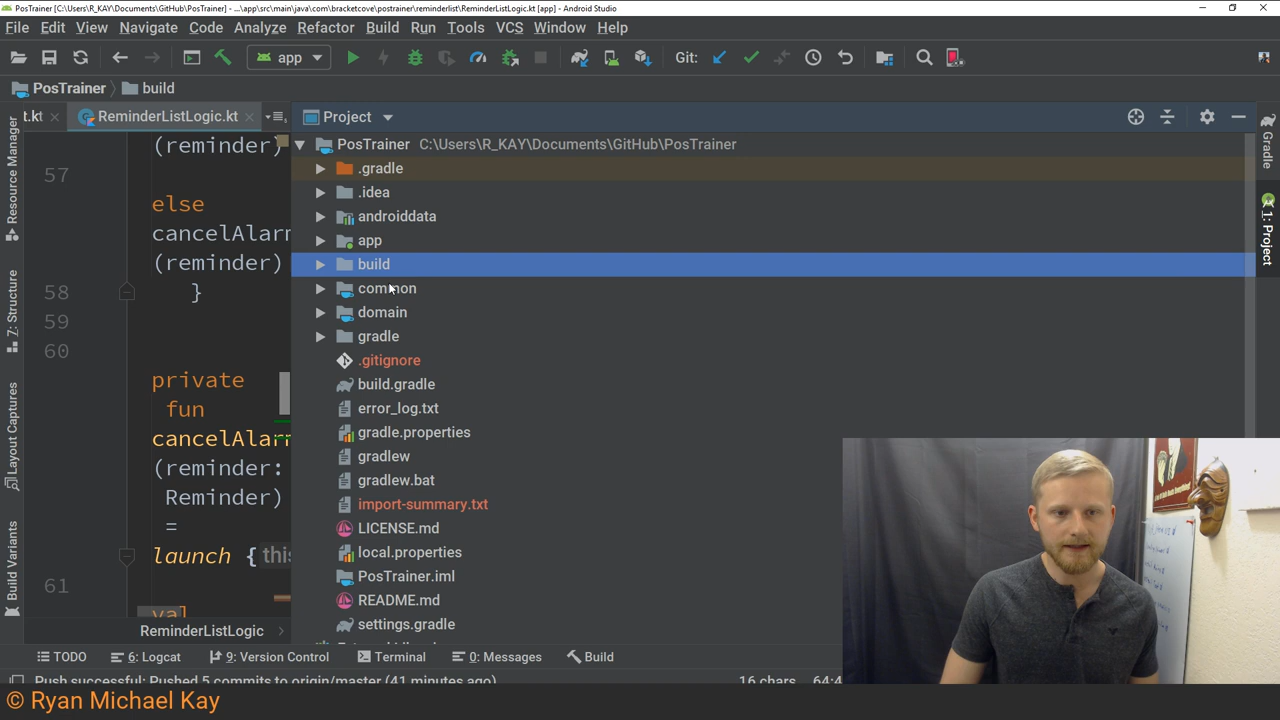 PosTrainer [C:\Users\R_KAY\Documents\GitHub\PosTrainer] - ...\app\src\main\java\com\bracketcove\postrainer\reminderlist\ReminderListLogic.kt [app] - Android Studio
File Edit View Navigate Code Analyze Refactor Build Run Tools VCS Window Help
app Git:
PosTrainer build
t.kt ReminderListLogic.kt Project
(reminder)
57
else
cancelAlarm
(reminder)
58 }
59
60
private
fun
cancelAlarm
(reminder:
Reminder)
=
launch { this
61
val
ReminderListLogic
PosTrainer C:\Users\R_KAY\Documents\GitHub\PosTrainer
.gradle
.idea
androiddata
app
build
common
domain
gradle
.gitignore
build.gradle
error_log.txt
gradle.properties
gradlew
gradlew.bat
import-summary.txt
LICENSE.md
local.properties
PosTrainer.iml
README.md
settings.gradle
Resource Manager
7: Structure
Layout Captures
Build Variants
Gradle
1: Project
TODO 6: Logcat 9: Version Control Terminal 0: Messages Build
Push successful: Pushed 5 commits to origin/master (41 minutes ago) 16 chars 64:4
© Ryan Michael Kay